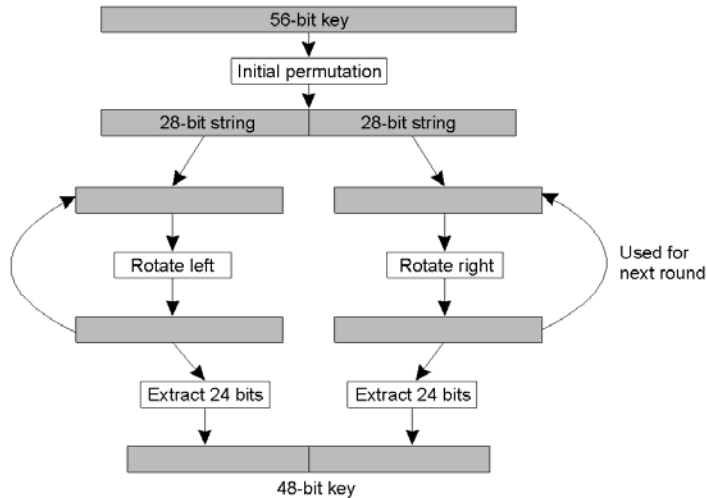 56-bit key
Initial permutation
28-bit string
28-bit string
Rotate left
Rotate right
Used for
next round
Extract 24 bits
Extract 24 bits
48-bit key